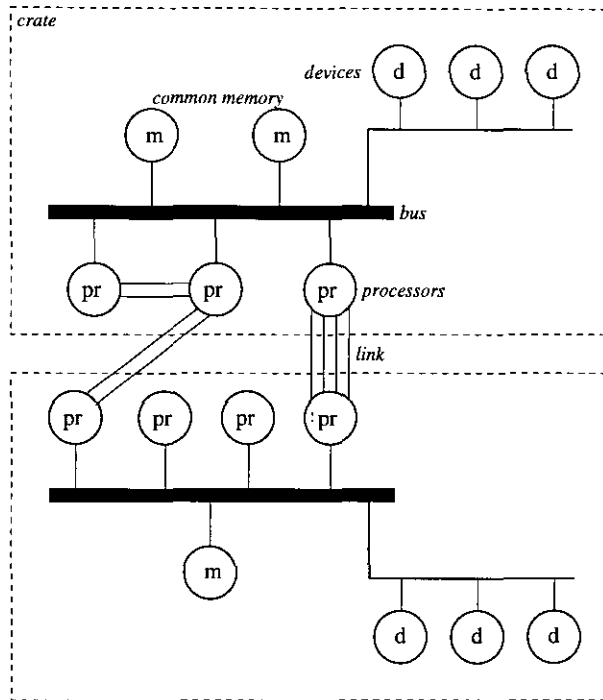 crate
devices
d d d
common memory
m m
bus
pr pr pr processors
link
pr pr pr pr
m
d d d